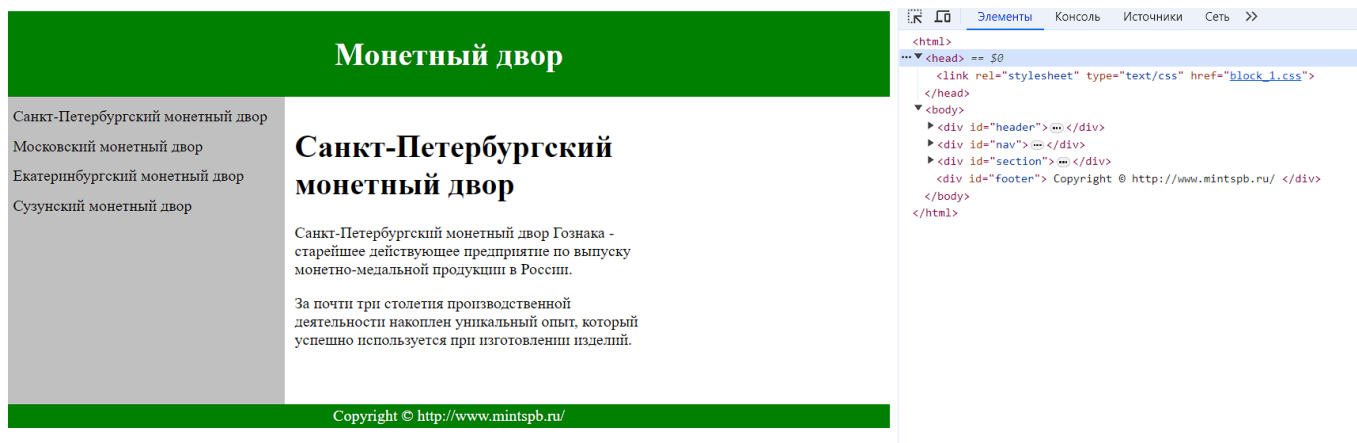 Монетный двор
Санкт-Петербургский монетный двор
Московский монетный двор
Екатеринбургский монетный двор
Сузунский монетный двор
Санкт-Петербургский
монетный двор
Санкт-Петербургский монетный двор Гознака -
старейшее действующее предприятие по выпуску
монетно-медальной продукции в России.
За почти три столетия производственной
деятельности накоплен уникальный опыт, который
успешно используется при изготовлении изделий.
Copyright © http://www.mintspb.ru/
Элементы Консоль Источники Сеть
<html>
<head> == $0
<link rel="stylesheet" type="text/css" href="block_1.css">
</head>
<body>
<div id="header"> ⋯ </div>
<div id="nav"> ⋯ </div>
<div id="section"> ⋯ </div>
<div id="footer"> Copyright © http://www.mintspb.ru/ </div>
</body>
</html>